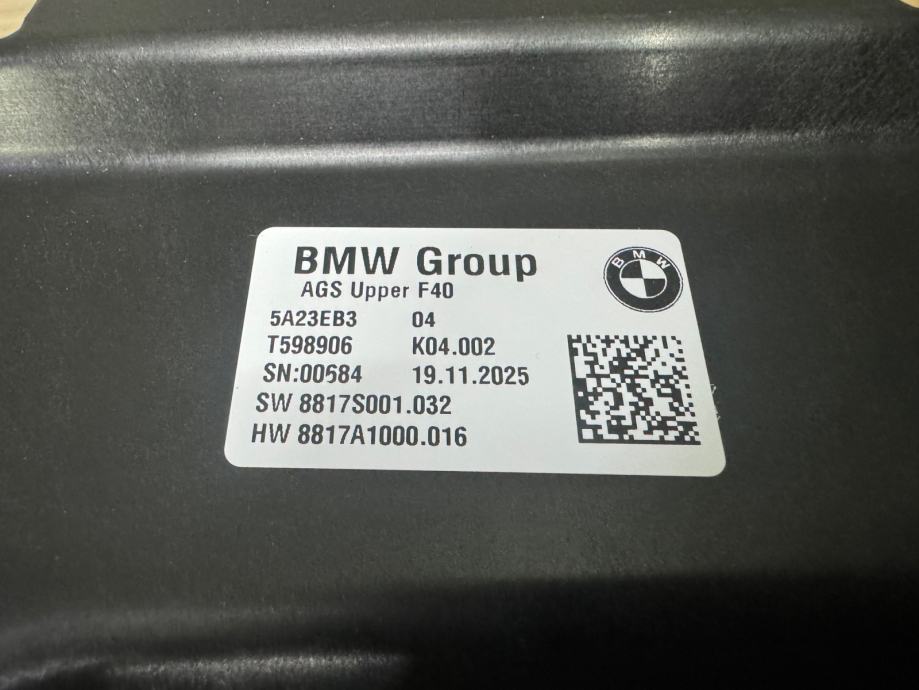 BMW Group
BMW
AGS Upper F40
5A23EB3 04
T598906 K04.002
SN:00684 19.11.2025
SW 8817S001.032
HW 8817A1000.016